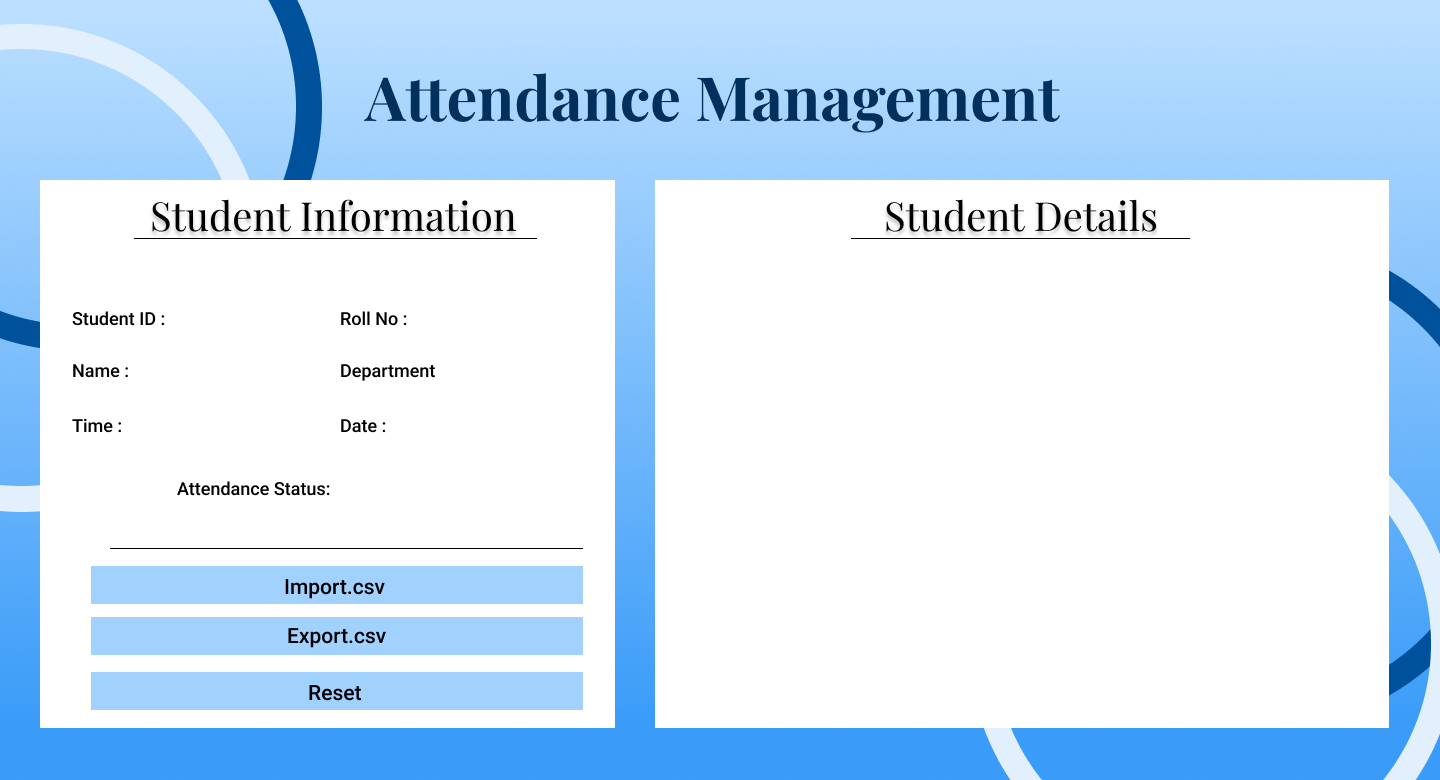 Attendance Management
Student Information
Student ID :
Roll No :
Name :
Department
Time :
Date :
Attendance Status:
Import.csv
Export.csv
Reset
Student Details